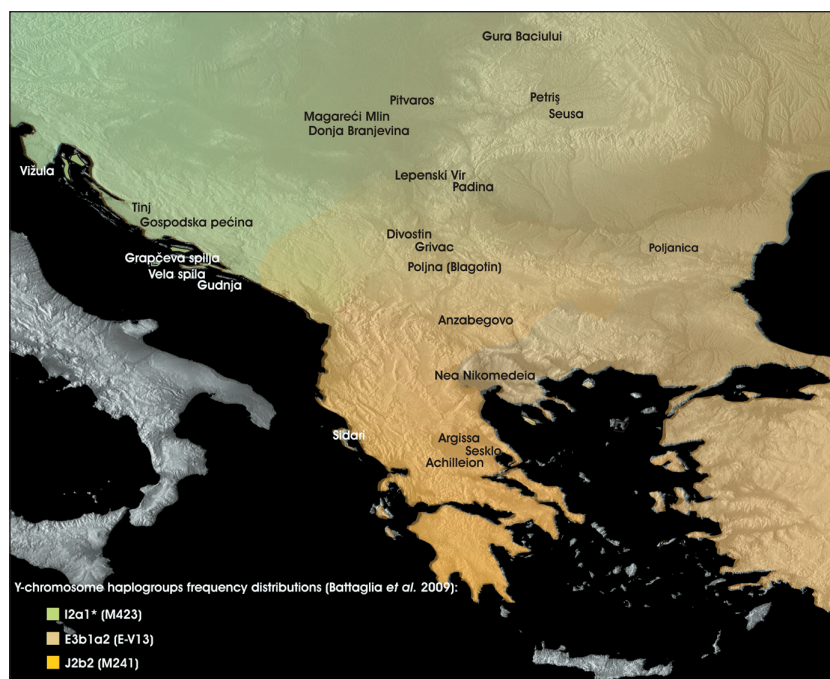 Gura Baciului
Pitvaros
Petriş
Magareći Mlin
Seusa
Donja Branjevina
Vižula
Lepenski Vir
Padina
Tinj
Gospodska pećina
Divostin
Grivac
Poljanica
Grapčeva spilja
Poljna (Blagotin)
Vela spila
Gudnja
Anzabegovo
Nea Nikomedeia
Sidari
Argissa
Sesklo
Achilleion
Y-chromosome haplogroups frequency distributions (Battaglia et al. 2009):
I2a1* (M423)
E3b1a2 (E-V13)
J2b2 (M241)